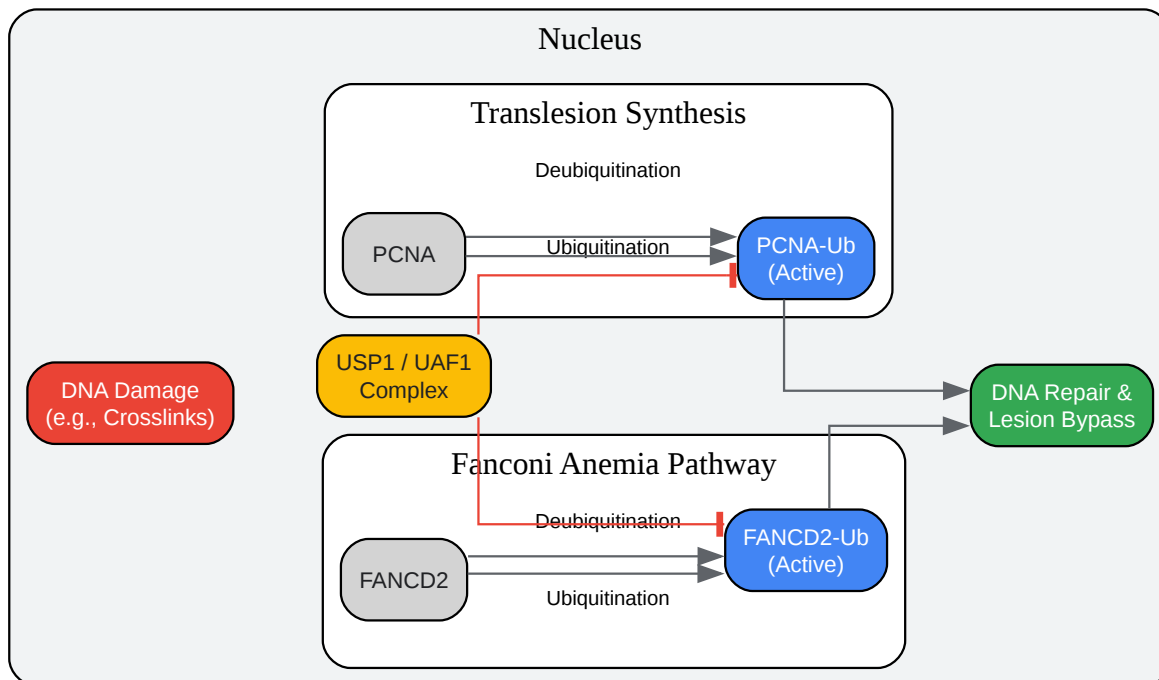 Nucleus
Translesion Synthesis
Deubiquitination
PCNA
Ubiquitination
PCNA-Ub
(Active)
USP1 / UAF1
Complex
DNA Damage
(e.g., Crosslinks)
DNA Repair &
Lesion Bypass
Fanconi Anemia Pathway
Deubiquitination
FANCD2-Ub
(Active)
FANCD2
Ubiquitination